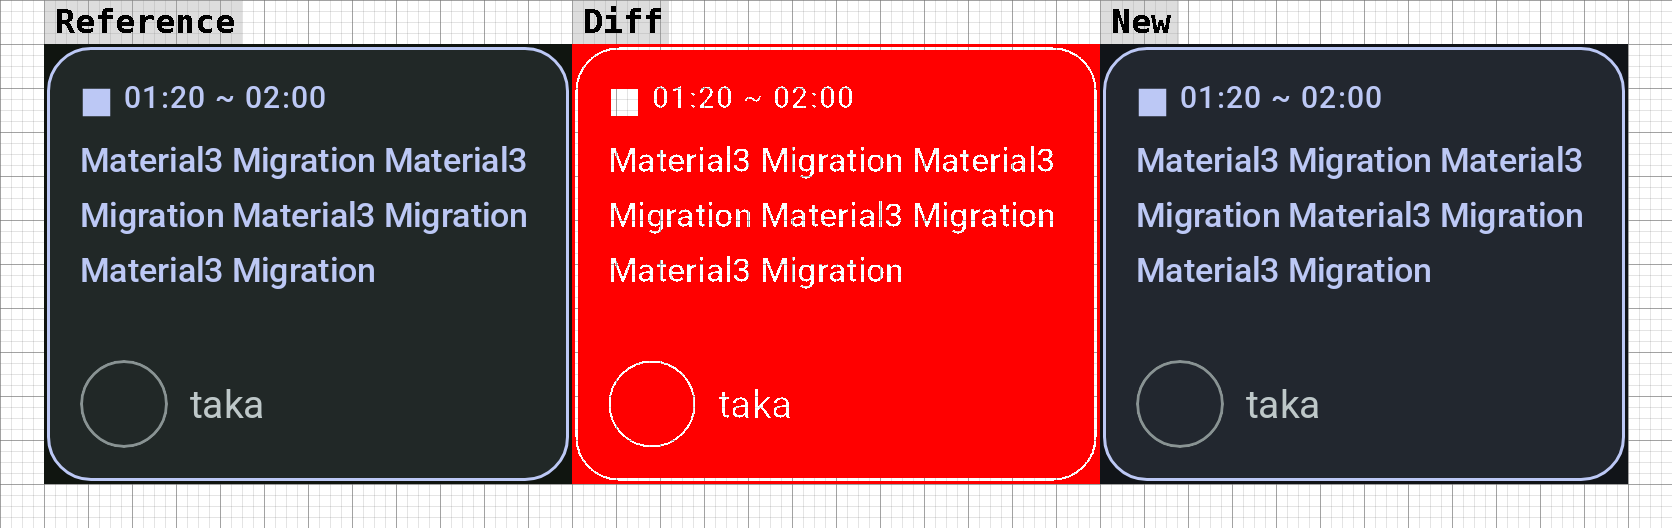 Reference
01:20 ~ 02:00
Material3 Migration Material3
Migration Material3 Migration
Material3 Migration
taka
Diff
01:20 ~ 02:00
Material3 Migration Material3
Migration Material3 Migration
Material3 Migration
taka
New
01:20 ~ 02:00
Material3 Migration Material3
Migration Material3 Migration
Material3 Migration
taka